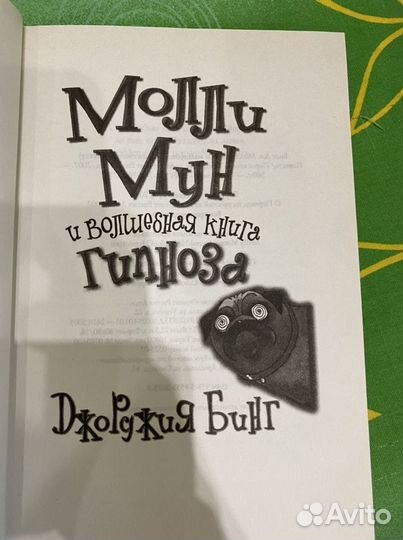 Молли
Мун
и волшебная книга
гипноза
Джорджия Бинг
Avito